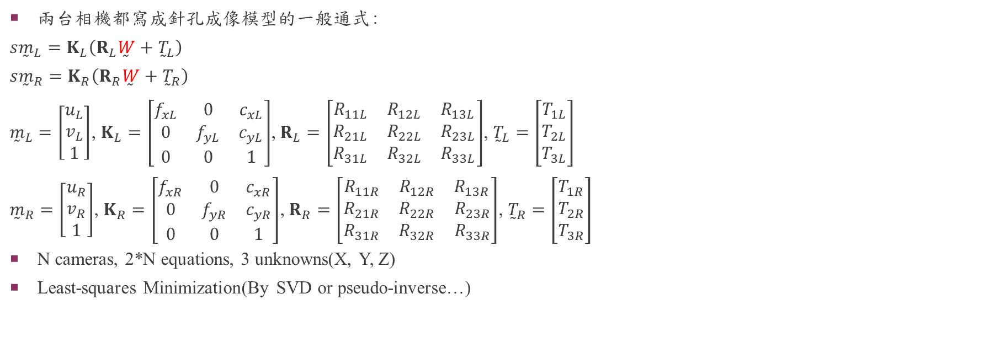 ▪ 兩台相機都寫成針孔成像模型的一般通式:
$s\underset{\sim}{m}_L = \mathbf{K}_L(\mathbf{R}_L\underset{\sim}{W} + \underset{\sim}{T}_L)$
$s\underset{\sim}{m}_R = \mathbf{K}_R(\mathbf{R}_R\underset{\sim}{W} + \underset{\sim}{T}_R)$
$\underset{\sim}{m}_L = \begin{bmatrix} u_L \\ v_L \\ 1 \end{bmatrix}, \mathbf{K}_L = \begin{bmatrix} f_{xL} & 0 & c_{xL} \\ 0 & f_{yL} & c_{yL} \\ 0 & 0 & 1 \end{bmatrix}, \mathbf{R}_L = \begin{bmatrix} R_{11L} & R_{12L} & R_{13L} \\ R_{21L} & R_{22L} & R_{23L} \\ R_{31L} & R_{32L} & R_{33L} \end{bmatrix}, \underset{\sim}{T}_L = \begin{bmatrix} T_{1L} \\ T_{2L} \\ T_{3L} \end{bmatrix}$
$\underset{\sim}{m}_R = \begin{bmatrix} u_R \\ v_R \\ 1 \end{bmatrix}, \mathbf{K}_R = \begin{bmatrix} f_{xR} & 0 & c_{xR} \\ 0 & f_{yR} & c_{yR} \\ 0 & 0 & 1 \end{bmatrix}, \mathbf{R}_R = \begin{bmatrix} R_{11R} & R_{12R} & R_{13R} \\ R_{21R} & R_{22R} & R_{23R} \\ R_{31R} & R_{32R} & R_{33R} \end{bmatrix}, \underset{\sim}{T}_R = \begin{bmatrix} T_{1R} \\ T_{2R} \\ T_{3R} \end{bmatrix}$
▪ N cameras, 2*N equations, 3 unknowns(X, Y, Z)
▪ Least-squares Minimization(By SVD or pseudo-inverse…)